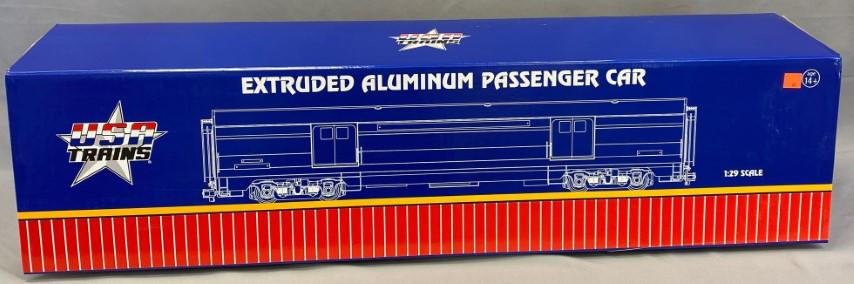 USA
TRAINS
EXTRUDED ALUMINUM PASSENGER CAR
age
14+
USA
TRAINS
1:29 SCALE